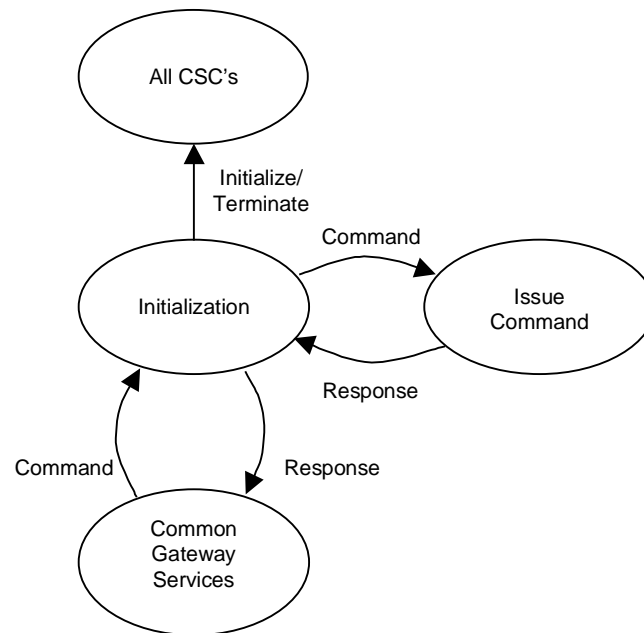 All CSC's
Initialize/
Terminate
Command
Initialization
Issue
Command
Response
Command
Response
Common
Gateway
Services